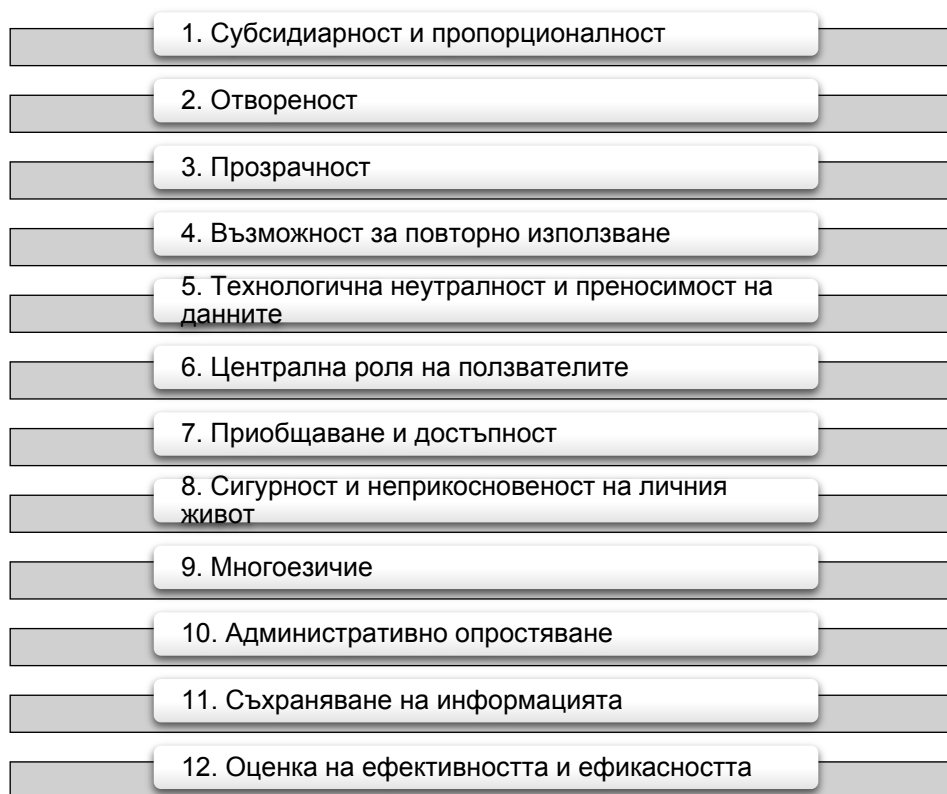 1. Субсидиарност и пропорционалност
2. Отвореност
3. Прозрачност
4. Възможност за повторно използване
5. Технологична неутралност и преносимост на
данните
6. Централна роля на ползвателите
7. Приобщаване и достъпност
8. Сигурност и неприкосновеност на личния
живот
9. Многоезичие
10. Административно опростяване
11. Съхраняване на информацията
12. Оценка на ефективността и ефикасността